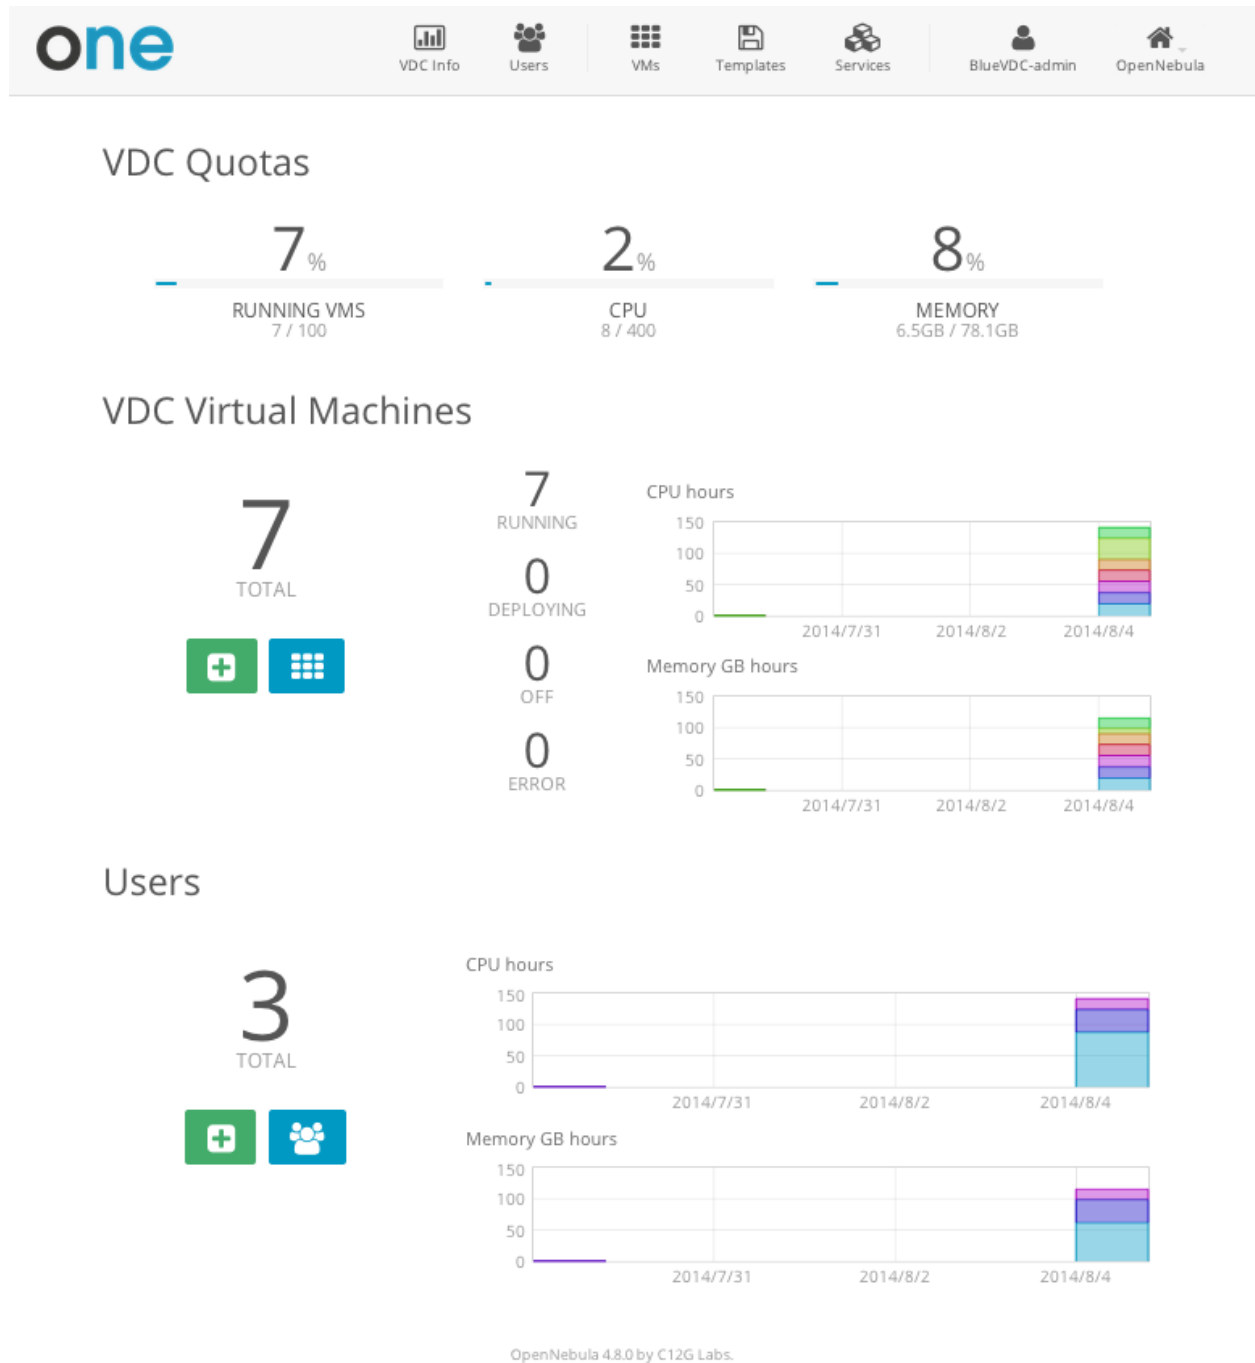 one
VDC Info
Users
VMs
Templates
Services
BlueVDC-admin
OpenNebula
VDC Quotas
7%
RUNNING VMS
7 / 100
2%
CPU
8 / 400
8%
MEMORY
6.5GB / 78.1GB
VDC Virtual Machines
7
TOTAL
7
RUNNING
0
DEPLOYING
0
OFF
0
ERROR
CPU hours
150
100
50
0
2014/7/31
2014/8/2
2014/8/4
Memory GB hours
150
100
50
0
2014/7/31
2014/8/2
2014/8/4
Users
3
TOTAL
CPU hours
150
100
50
0
2014/7/31
2014/8/2
2014/8/4
Memory GB hours
150
100
50
0
2014/7/31
2014/8/2
2014/8/4
OpenNebula 4.8.0 by C12G Labs.